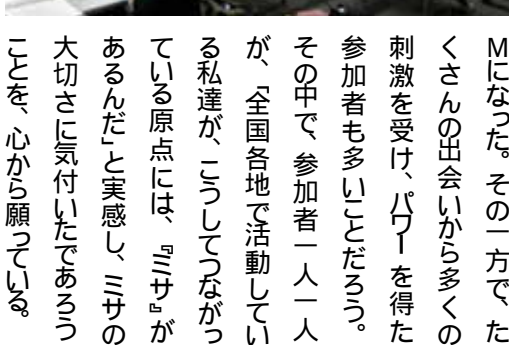 Mになった。その一方で、た
くさんの出会いから多くの
刺激を受け、パワーを得た
参加者も多いことだろう。
その中で、参加者一人一人
が、「全国各地で活動してい
る私達が、こうしてつながっ
ている原点には、『ミサ』が
あるんだ」と実感し、ミサの
大切さに気付いたであろう
ことを、心から願っている。